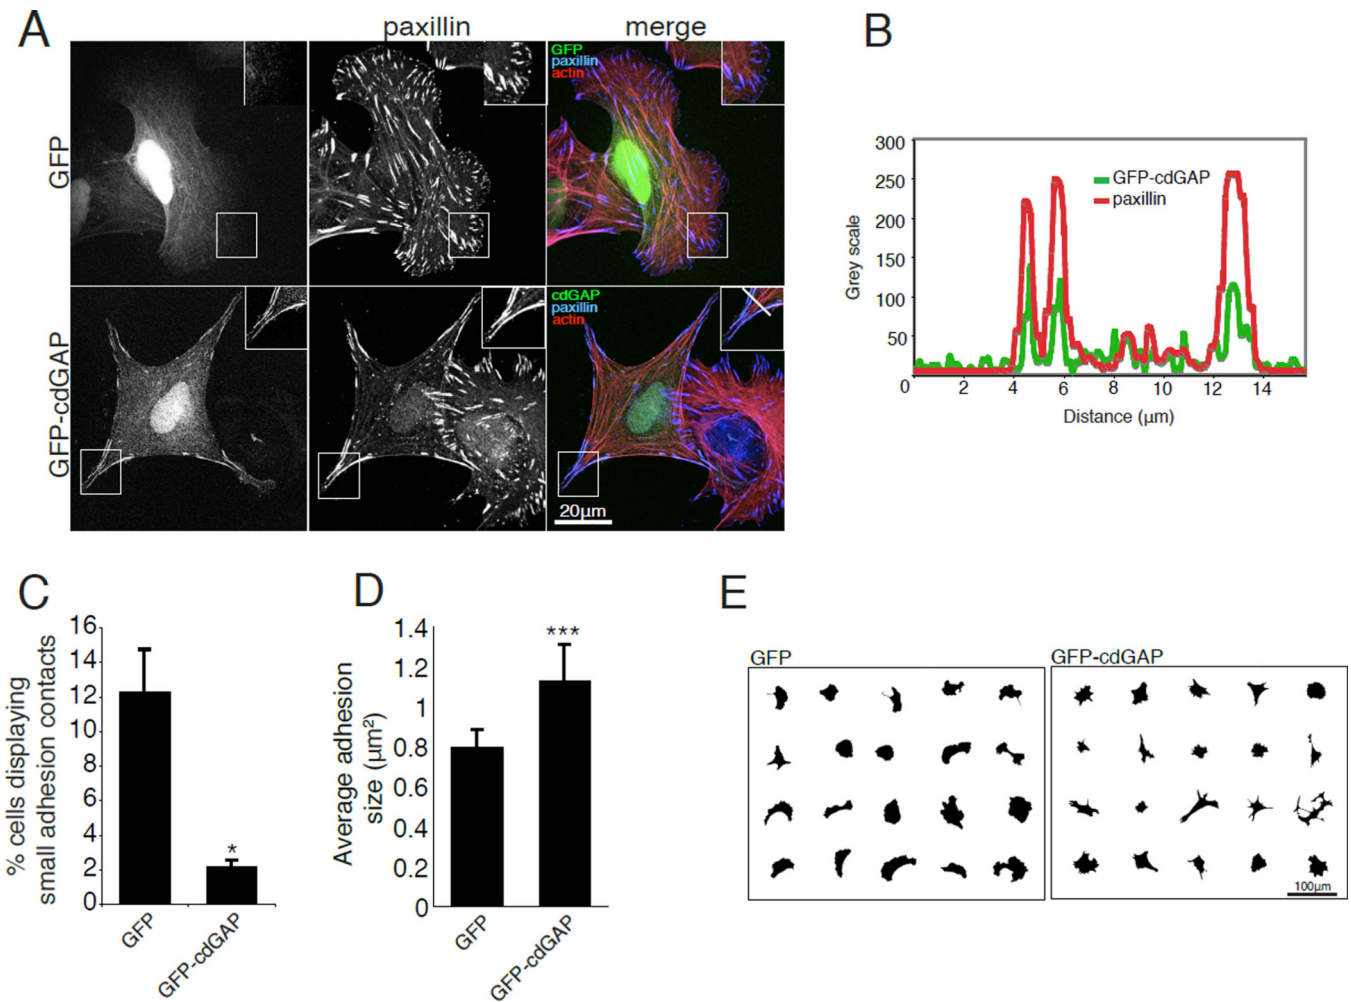 A
paxillin
merge
GFP
GFP
paxillin
actin
GFP-cdGAP
cdGAP
paxillin
actin
20µm
B
300
250
200
150
100
50
0
2
4
6
8
10
12
14
Grey scale
Distance (µm)
GFP-cdGAP
paxillin
C
% cells displaying
small adhesion contacts
16
14
12
10
8
6
4
2
0
*
GFP
GFP-cdGAP
D
Average adhesion
size (µm²)
1.4
1.2
1
0.8
0.6
0.4
0.2
0
***
GFP
GFP-cdGAP
E
GFP
GFP-cdGAP
100µm